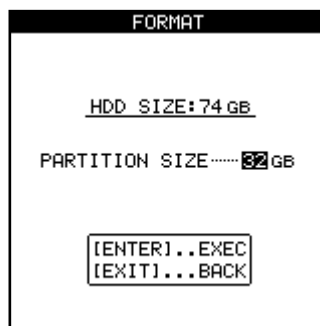 FORMAT
HDD SIZE:74GB
PARTITION SIZE······32GB
[ENTER]..EXEC
[EXIT]...BACK